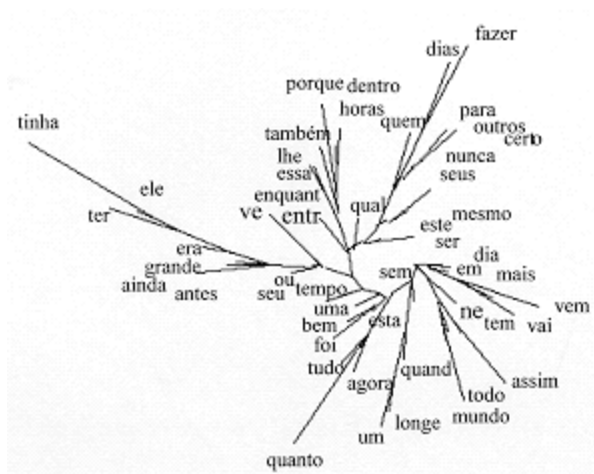 fazer
dias
porque dentro
horas
para
quem
outros
tinha
certo
também
nunca
lhe
essa
seus
ele
enquant
qual
ve
entr
ter
mesmo
este
ser
era
dia
grande
sem
em
mais
ainda
antes
ou
seu
tempo
uma
esta
ne
tem
vai
vem
bem
foi
tudo
agora
quand
assim
todo
longe
mundo
um
quanto